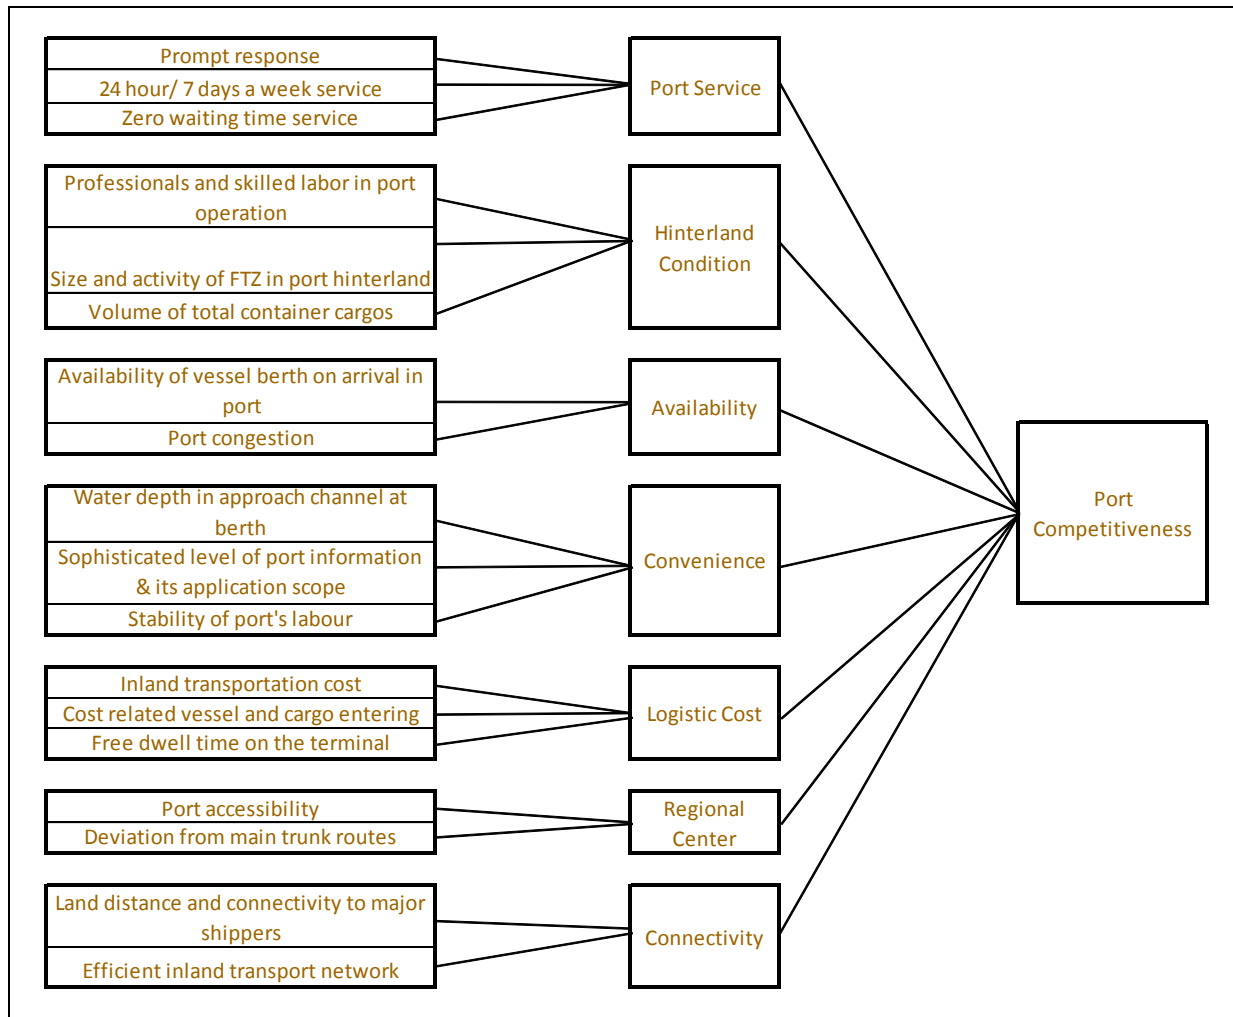 Prompt response
24 hour/ 7 days a week service
Zero waiting time service
Port Service
Professionals and skilled labor in port
operation
Size and activity of FTZ in port hinterland
Volume of total container cargos
Hinterland
Condition
Availability of vessel berth on arrival in
port
Port congestion
Availability
Water depth in approach channel at
berth
Sophisticated level of port information
& its application scope
Stability of port's labour
Convenience
Inland transportation cost
Cost related vessel and cargo entering
Free dwell time on the terminal
Logistic Cost
Port accessibility
Deviation from main trunk routes
Regional
Center
Land distance and connectivity to major
shippers
Efficient inland transport network
Connectivity
Port
Competitiveness